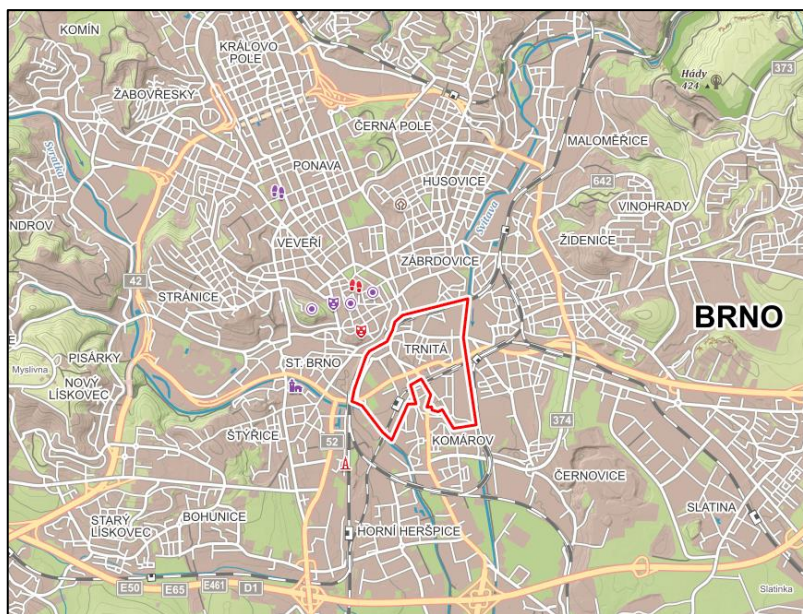 KOMÍN
KRÁLOVO
POLE
Hády
424
373
ŽABOVŘESKY
ČERNÁ POLE
MALOMĚŘICE
Svratka
PONAVA
HUSOVICE
642
VINOHRADY
NDROV
Svitava
VEVEŘÍ
ŽIDENICE
ZÁBRDOVICE
42
STRÁNICE
BRNO
TRNITÁ
PISÁRKY
ST. BRNO
Myslivna
NOVÝ
LÍSKOVEC
ŠTÝŘICE
52
KOMÁROV
374
ČERNOVICE
SLATINA
STARÝ
LÍSKOVEC
BOHUNICE
HORNÍ HERŠPICE
E50
E65
E461
D1
Slatinka